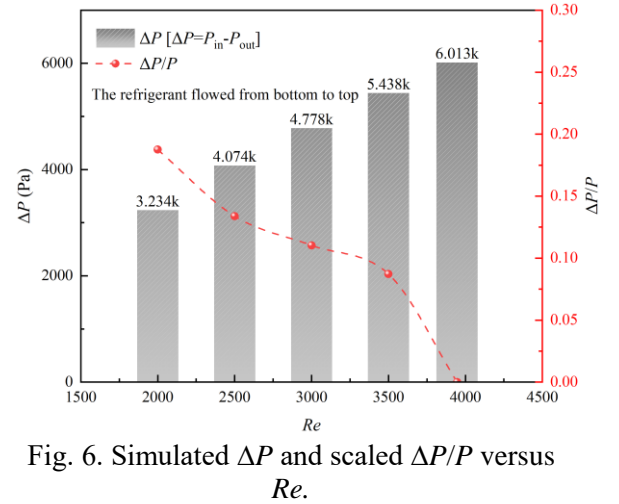 ΔP [ΔP=Pin-Pout]
ΔP/P
The refrigerant flowed from bottom to top
3.234k
4.074k
4.778k
5.438k
6.013k
ΔP (Pa)
6000
4000
2000
0
0.30
0.25
0.20
0.15
0.10
0.05
0.00
ΔP/P
1500 2000 2500 3000 3500 4000 4500
Re
Fig. 6. Simulated ΔP and scaled ΔP/P versus
Re.